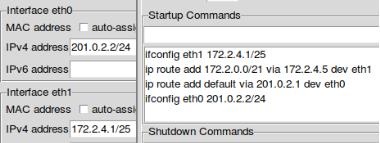 Interface eth0
MAC address auto-assi
IPv4 address 201.0.2.2/24
IPv6 address
Interface eth1
MAC address auto-assi
IPv4 address 172.2.4.1/25
Startup Commands
ifconfig eth1 172.2.4.1/25
ip route add 172.2.0.0/21 via 172.2.4.5 dev eth1
ip route add default via 201.0.2.1 dev eth0
ifconfig eth0 201.0.2.2/24
Shutdown Commands